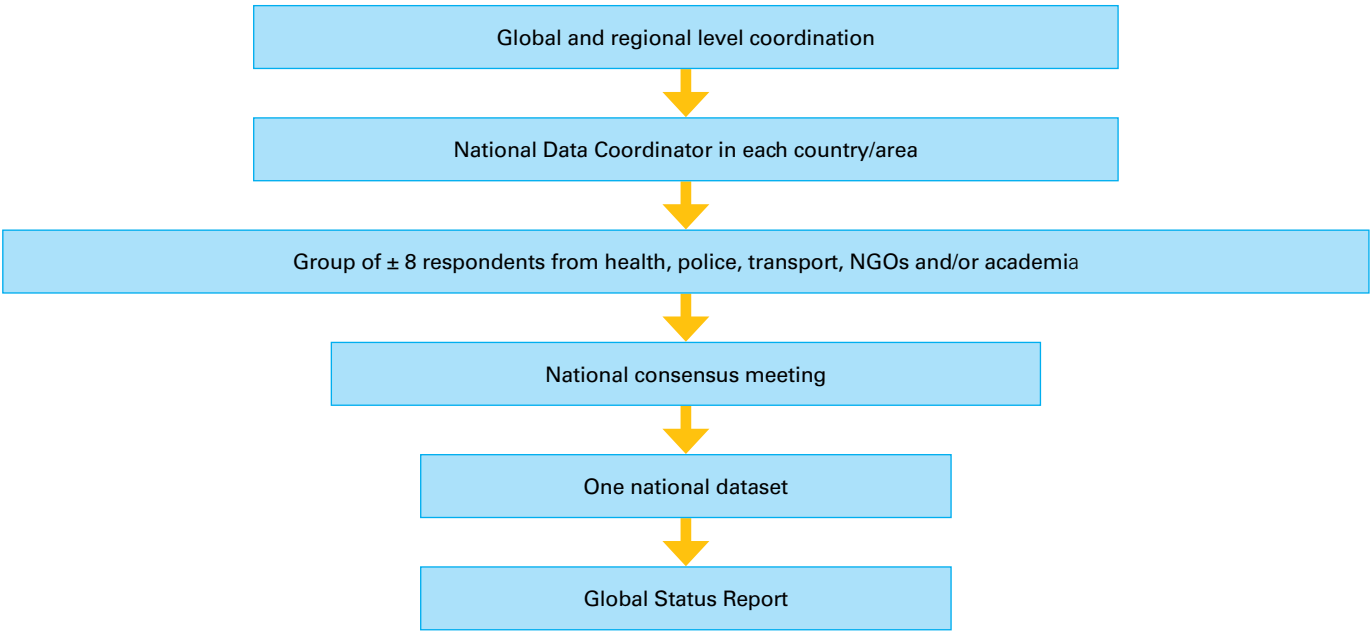 Global and regional level coordination
National Data Coordinator in each country/area
Group of ± 8 respondents from health, police, transport, NGOs and/or academia
National consensus meeting
One national dataset
Global Status Report